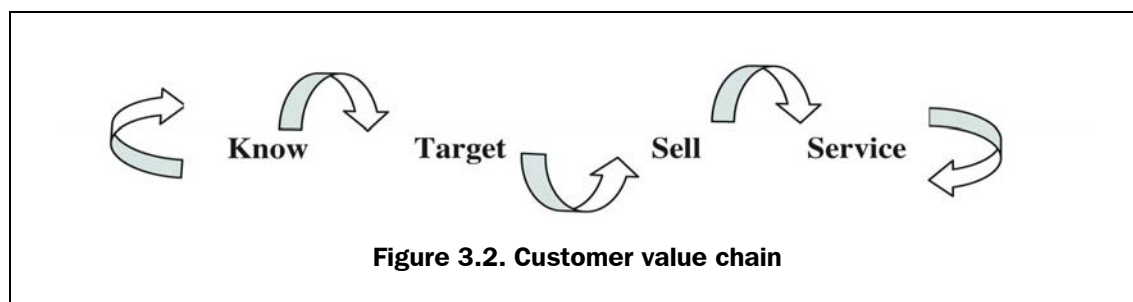 Know Target Sell Service
Figure 3.2. Customer value chain